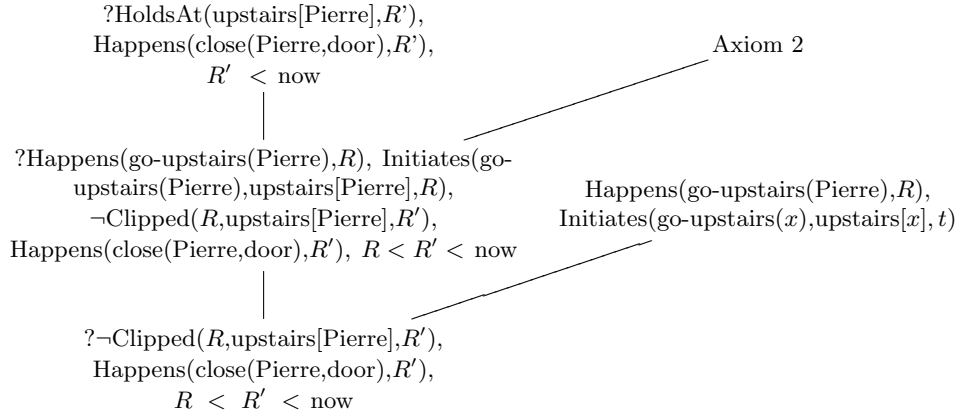 ?HoldsAt(upstairs[Pierre],R’),
Happens(close(Pierre,door),R’),
R′ < now
Axiom 2
?Happens(go-upstairs(Pierre),R), Initiates(go-
upstairs(Pierre),upstairs[Pierre],R),
¬Clipped(R,upstairs[Pierre],R′),
Happens(close(Pierre,door),R′), R < R′ < now
Happens(go-upstairs(Pierre),R),
Initiates(go-upstairs(x),upstairs[x], t)
?¬Clipped(R,upstairs[Pierre],R′),
Happens(close(Pierre,door),R′),
R < R′ < now